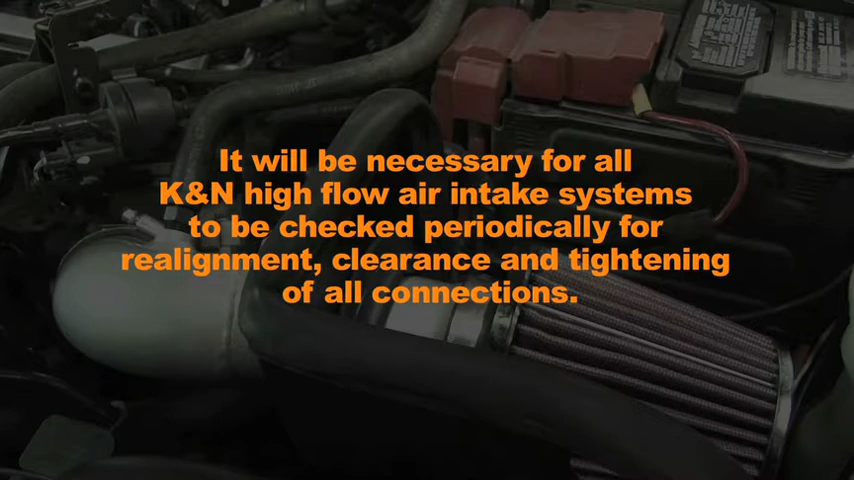 It will be necessary for all
K&N high flow air intake systems
to be checked periodically for
realignment, clearance and tightening
of all connections.